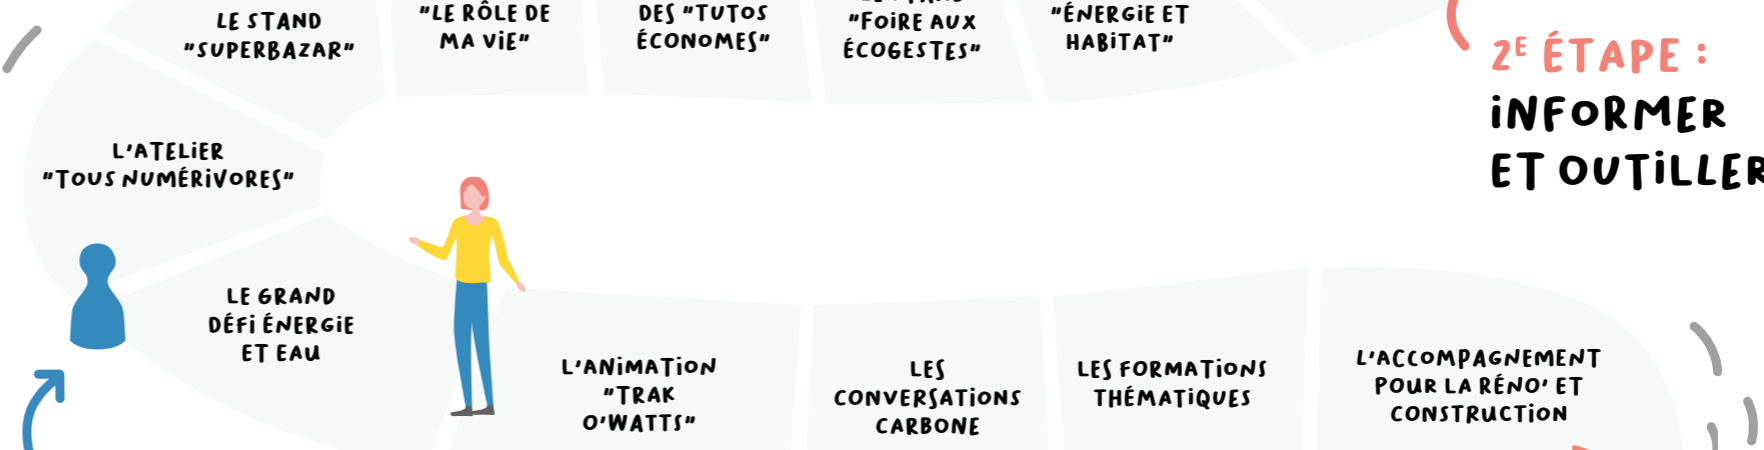 LE STAND
"SUPERBAZAR"
"LE RÔLE DE
MA VIE"
DES "TUTOS
ÉCONOMES"
"FOIRE AUX
ÉCOGESTES"
"ÉNERGIE ET
HABITAT"
2E ÉTAPE :
INFORMER
ET OUTILLER
L'ATELIER
"TOUS NUMÉRIVORES"
LE GRAND
DÉFI ÉNERGIE
ET EAU
L'ANIMATION
"TRAK
O'WATTS"
LES
CONVERSATIONS
CARBONE
LES FORMATIONS
THÉMATIQUES
L'ACCOMPAGNEMENT
POUR LA RÉNO' ET
CONSTRUCTION